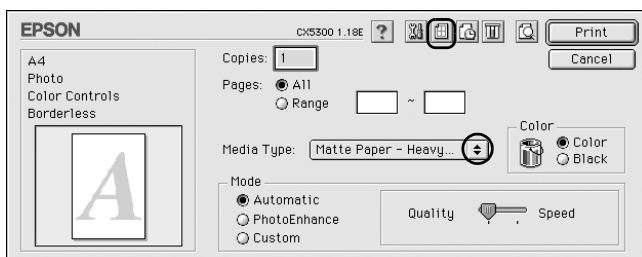 EPSON
CX5300 1.18E
?
Print
Cancel
A4
Photo
Color Controls
Borderless
A
Copies: 1
Pages: All
Range ~
Media Type: Matte Paper - Heavy...
Color
Color
Black
Mode
Automatic
PhotoEnhance
Custom
Quality Speed